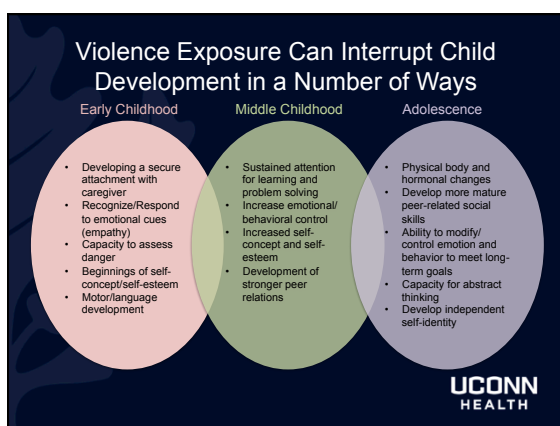 Violence Exposure Can Interrupt Child
Development in a Number of Ways
Early Childhood
• Developing a secure
attachment with
caregiver
• Recognize/Respond
to emotional cues
(empathy)
• Capacity to assess
danger
• Beginnings of self-
concept/self-esteem
• Motor/language
development
Middle Childhood
• Sustained attention
for learning and
problem solving
• Increase emotional/
behavioral control
• Increased self-
concept and self-
esteem
• Development of
stronger peer
relations
Adolescence
• Physical body and
hormonal changes
• Develop more mature
peer-related social
skills
• Ability to modify/
control emotion and
behavior to meet long-
term goals
• Capacity for abstract
thinking
• Develop independent
self-identity
UCONN
HEALTH